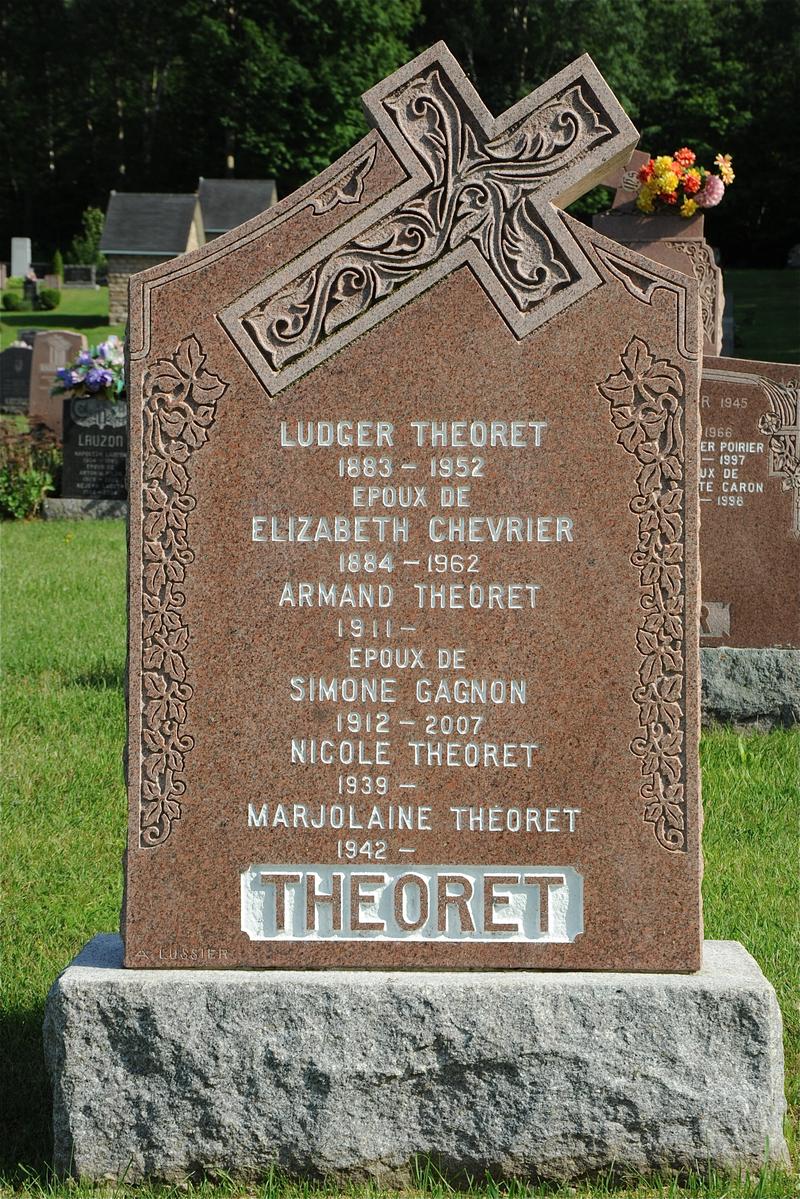 LUDGER THEORET
1883 – 1952
EPOUX DE
ELIZABETH CHEVRIER
1884 – 1962
ARMAND THEORET
1911 –
EPOUX DE
SIMONE GAGNON
1912 – 2007
NICOLE THEORET
1939 –
MARJOLAINE THEORET
1942 –
THEORET
A. LUSSIER
LAUZON
R 1945
1966
ER POIRIER
– 1997
UX DE
TE CARON
– 1998
R